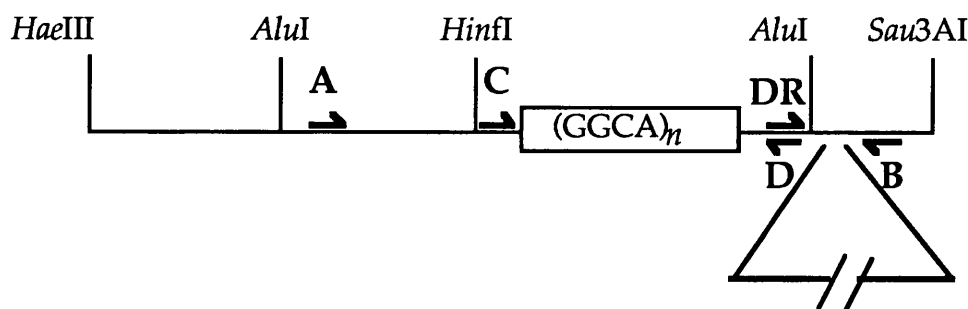 HaeIII AluI HinfI AluI Sau3AI
A C DR
(GGCA)n
D B